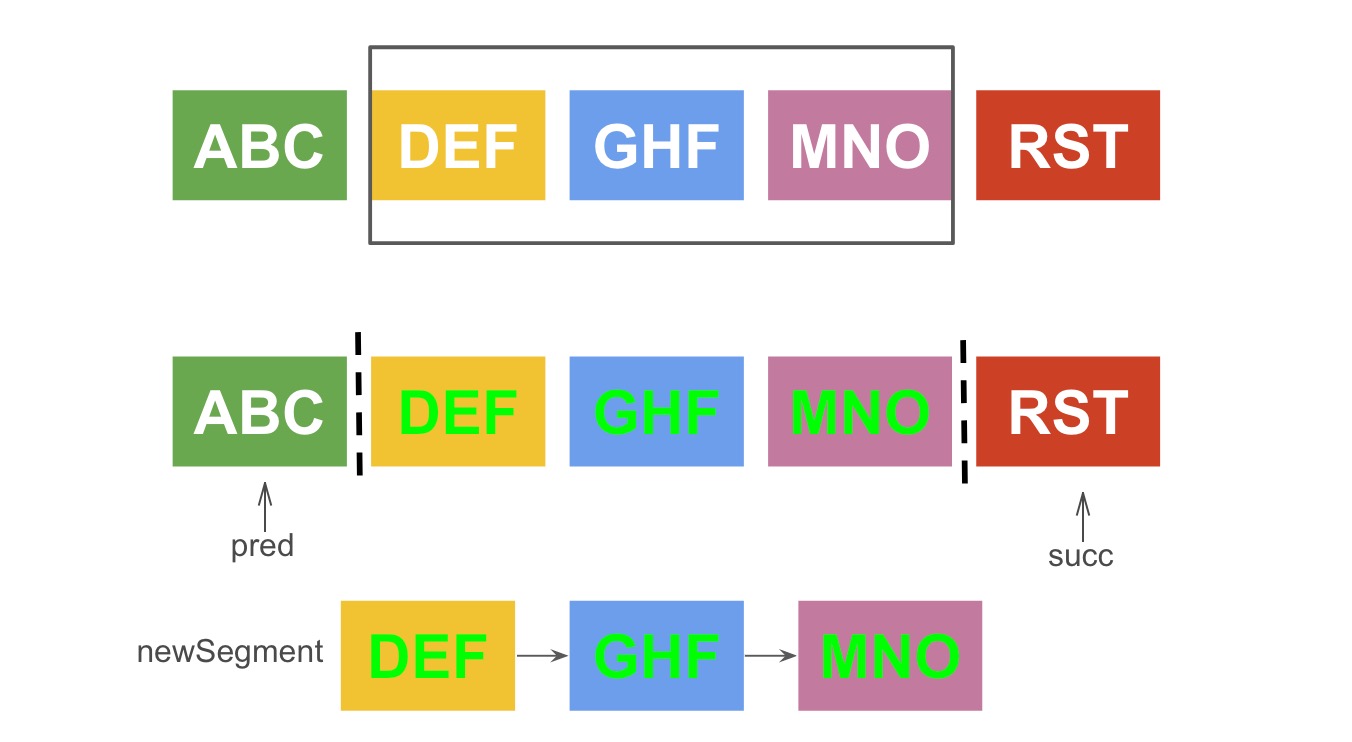 ABC DEF GHF MNO RST
ABC DEF GHF MNO RST
pred succ
newSegment DEF GHF MNO